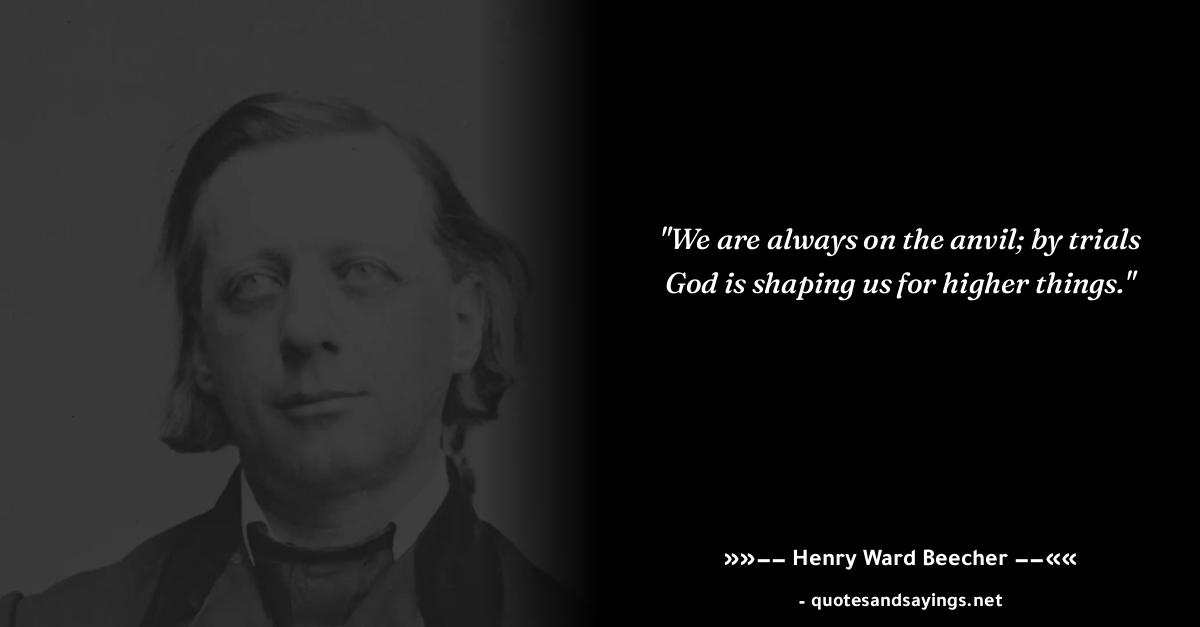 "We are always on the anvil; by trials
God is shaping us for higher things."
»»−− Henry Ward Beecher −−««
- quotesandsayings.net